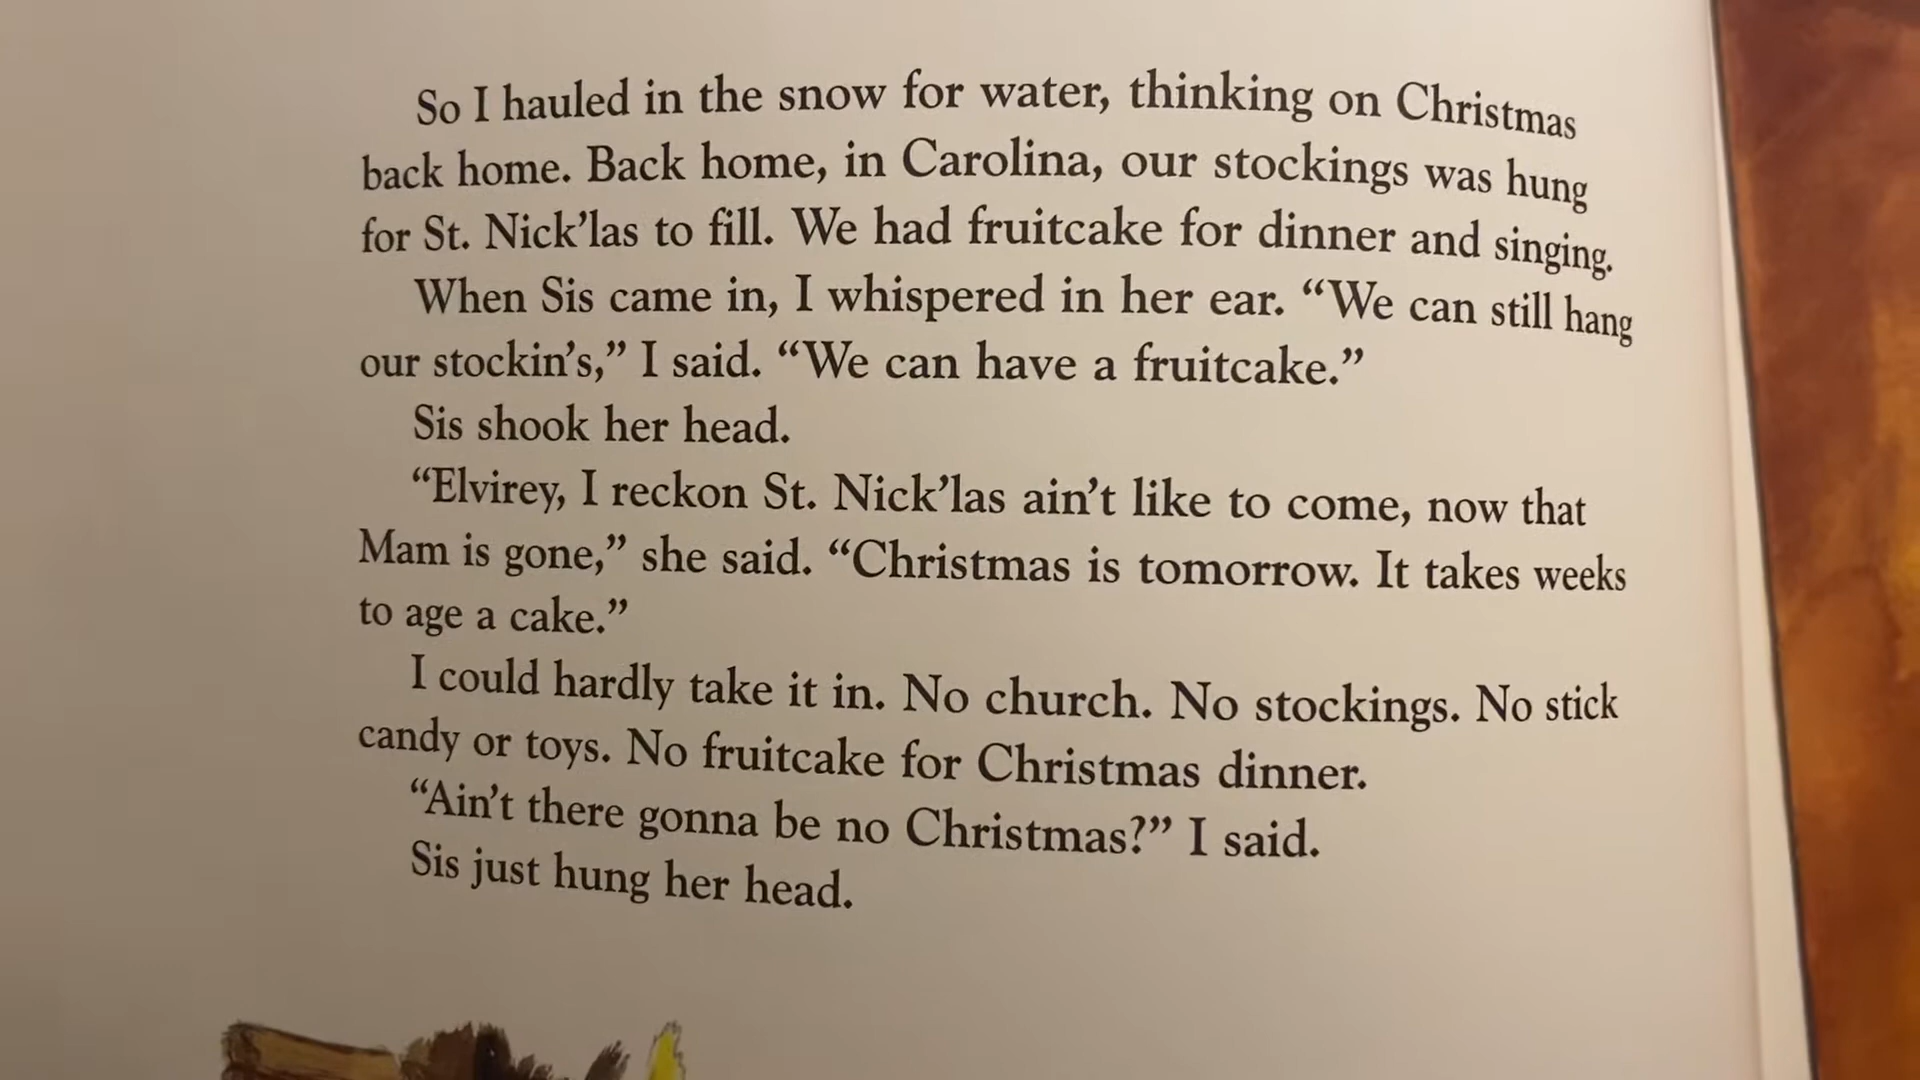 So I hauled in the snow for water, thinking on Christmas
back home. Back home, in Carolina, our stockings was hung
for St. Nick’las to fill. We had fruitcake for dinner and singing.
When Sis came in, I whispered in her ear. “We can still hang
our stockin’s,” I said. “We can have a fruitcake.”
Sis shook her head.
“Elvirey, I reckon St. Nick’las ain’t like to come, now that
Mam is gone,” she said. “Christmas is tomorrow. It takes weeks
to age a cake.”
I could hardly take it in. No church. No stockings. No stick
candy or toys. No fruitcake for Christmas dinner.
“Ain’t there gonna be no Christmas?” I said.
Sis just hung her head.